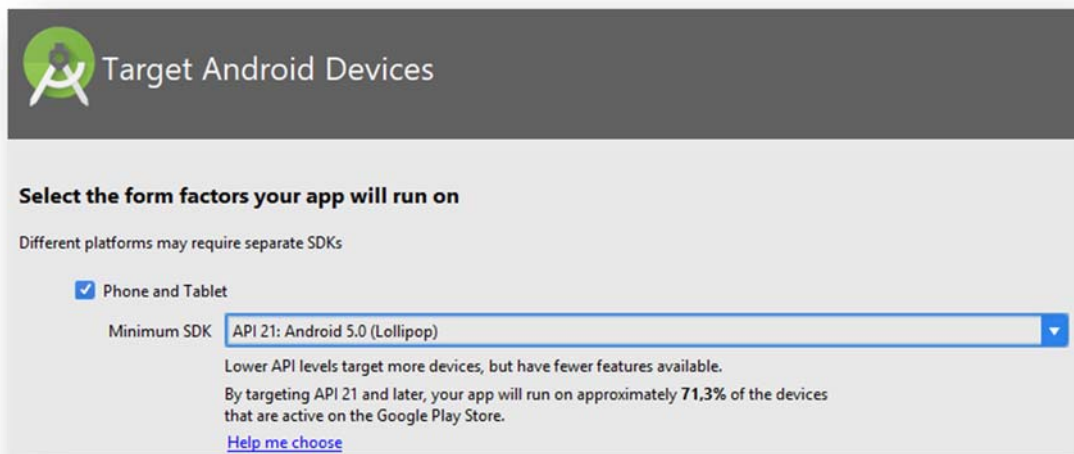 Target Android Devices
Select the form factors your app will run on
Different platforms may require separate SDKs
Phone and Tablet
Minimum SDK API 21: Android 5.0 (Lollipop)
Lower API levels target more devices, but have fewer features available.
By targeting API 21 and later, your app will run on approximately 71,3% of the devices
that are active on the Google Play Store.
Help me choose